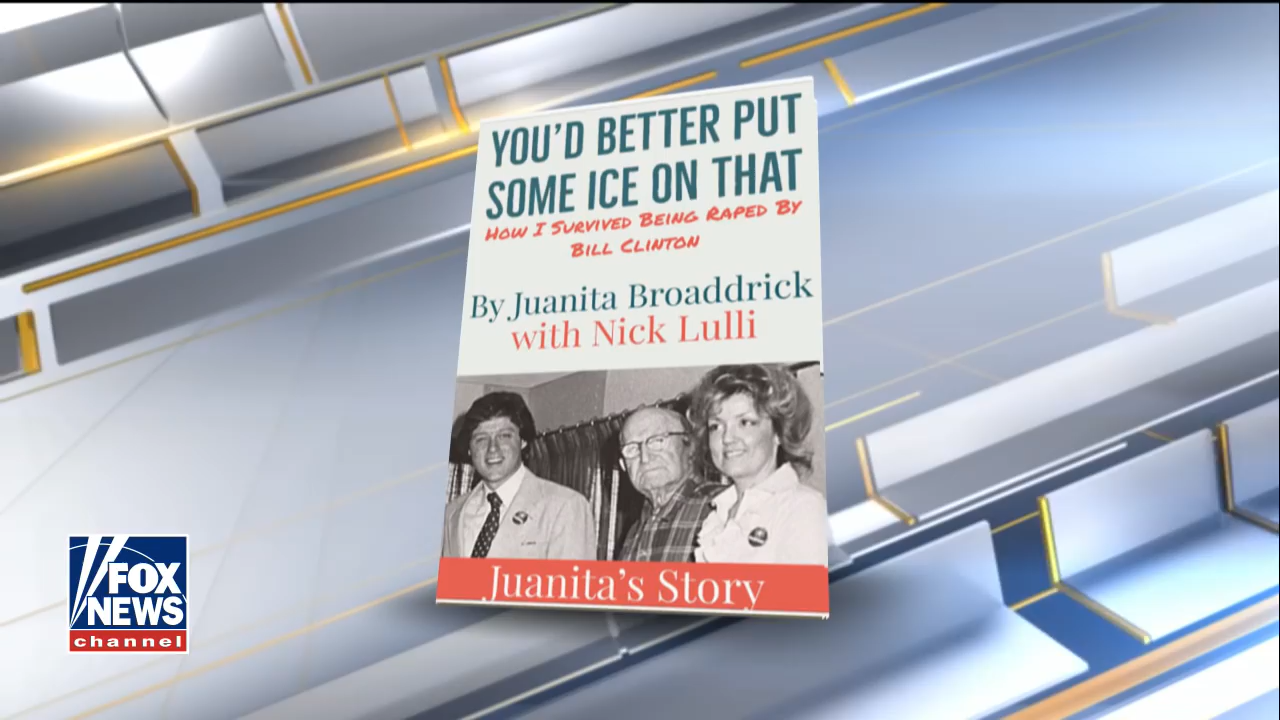 YOU'D BETTER PUT
SOME ICE ON THAT
HOW I SURVIVED BEING RAPED BY
BILL CLINTON
By Juanita Broaddrick
with Nick Lulli
Juanita's Story
FOX
NEWS
channel